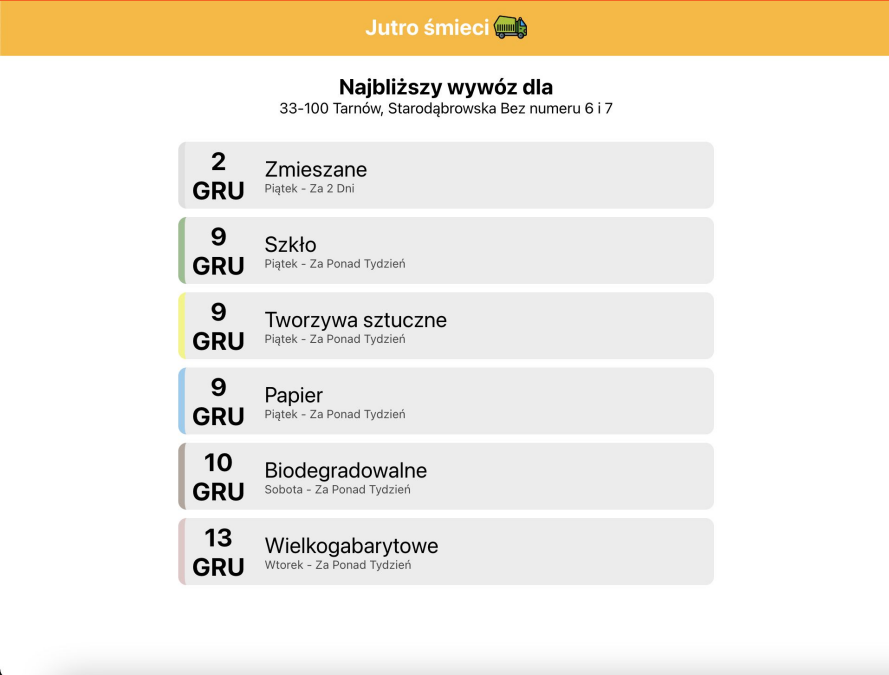 Jutro śmieci
Najbliższy wywóz dla
33-100 Tarnów, Starodąbrowska Bez numeru 6 i 7
2
GRU
Zmieszane
Piątek - Za 2 Dni
9
GRU
Szkło
Piątek - Za Ponad Tydzień
9
GRU
Tworzywa sztuczne
Piątek - Za Ponad Tydzień
9
GRU
Papier
Piątek - Za Ponad Tydzień
10
GRU
Biodegradowalne
Sobota - Za Ponad Tydzień
13
GRU
Wielkogabarytowe
Wtorek - Za Ponad Tydzień